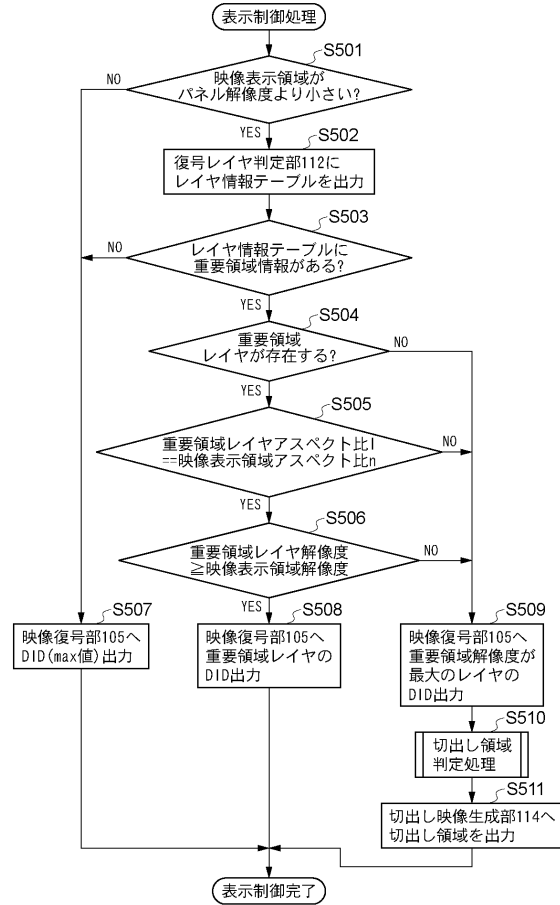 表示制御処理
S501
映像表示領域が
パネル解像度より小さい?
NO
YES
S502
復号レイヤ判定部112に
レイヤ情報テーブルを出力
S503
レイヤ情報テーブルに
重要領域情報がある?
NO
YES
S504
重要領域
レイヤが存在する?
NO
YES
S505
重要領域レイヤアスペクト比l
==映像表示領域アスペクト比n
NO
YES
S506
重要領域レイヤ解像度
≧映像表示領域解像度
NO
YES
S507
映像復号部105へ
DID(max値)出力
S508
映像復号部105へ
重要領域レイヤの
DID出力
S509
映像復号部105へ
重要領域解像度が
最大のレイヤの
DID出力
S510
切出し領域
判定処理
S511
切出し映像生成部114へ
切出し領域を出力
表示制御完了